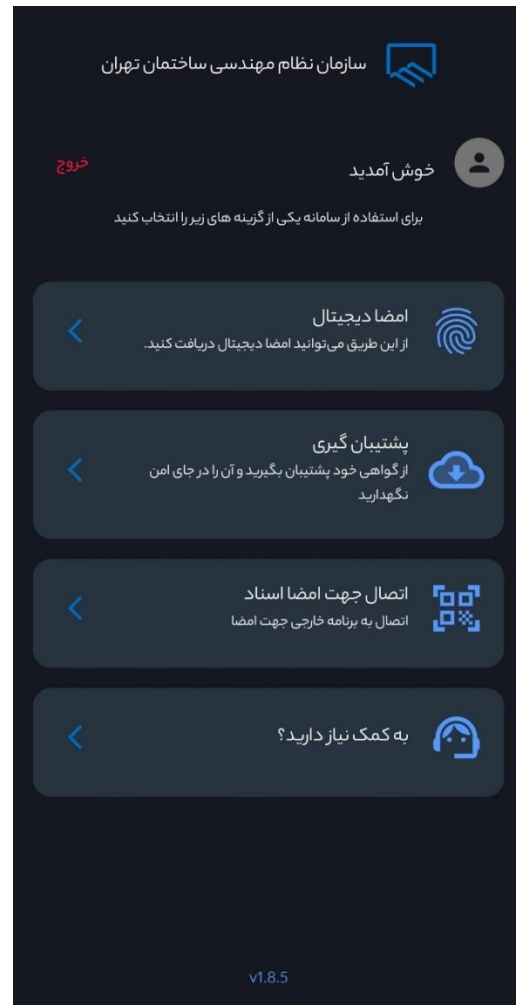 سازمان نظام مهندسی ساختمان تهران
خوش آمدید
خروج
برای استفاده از سامانه یکی از گزینه های زیر را انتخاب کنید
امضا دیجیتال
از این طریق می‌توانید امضا دیجیتال دریافت کنید.
پشتیبان گیری
از گواهی خود پشتیبان بگیرید و آن را در جای امن
نگهدارید
اتصال جهت امضا اسناد
اتصال به برنامه خارجی جهت امضا
به کمک نیاز دارید؟
v1.8.5